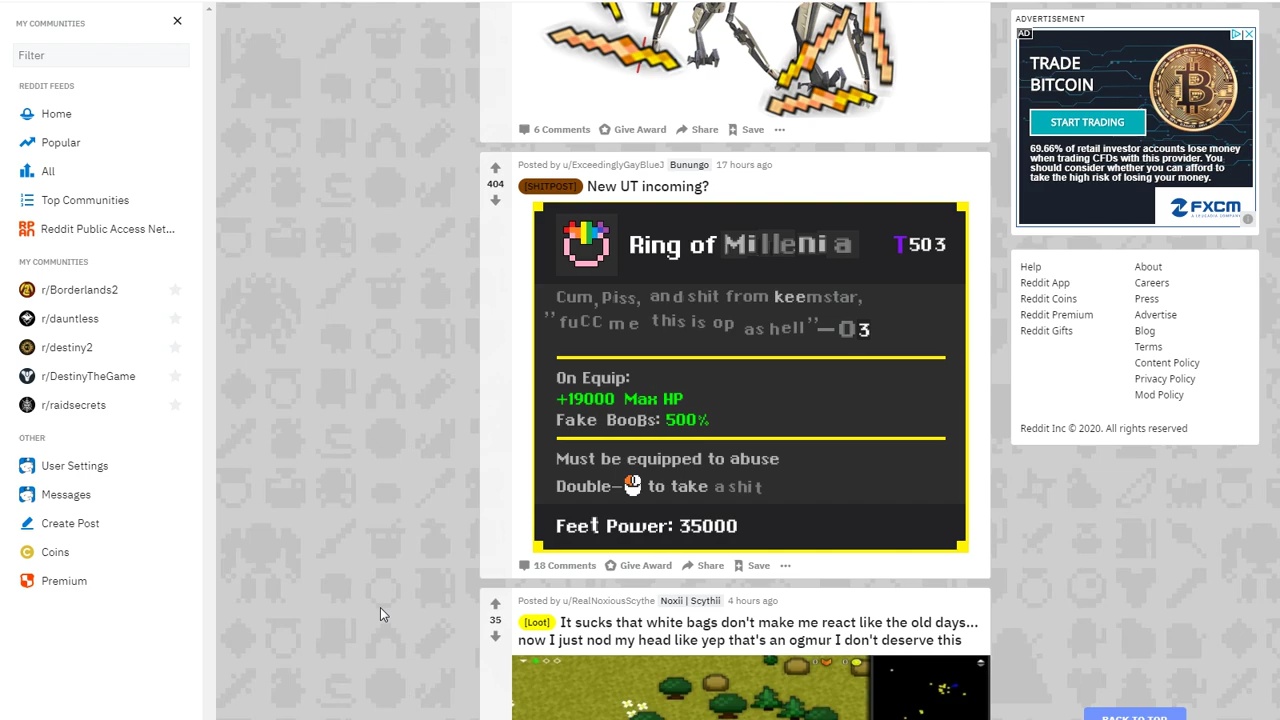 MY COMMUNITIES
Filter
REDDIT FEEDS
Home
Popular
All
Top Communities
Reddit Public Access Net...
MY COMMUNITIES
r/Borderlands2
r/dauntless
r/destiny2
r/DestinyTheGame
r/raidsecrets
OTHER
User Settings
Messages
Create Post
Coins
Premium
6 Comments Give Award Share Save
Posted by u/ExceedinglyGayBlueJ Bunungo 17 hours ago
404
[SHITPOST] New UT incoming?
Ring of Millenia T503
Cum, Piss, and shit from keemstar,
"fuCC me this is op as hell"—O3
On Equip:
+19000 Max HP
Fake BooBs: 500%
Must be equipped to abuse
Double- to take a shit
Feet Power: 35000
18 Comments Give Award Share Save
Posted by u/RealNoxiousScythe Noxii | Scythii 4 hours ago
35
[Loot] It sucks that white bags don't make me react like the old days...
now I just nod my head like yep that's an ogmur I don't deserve this
ADVERTISEMENT
AD
TRADE
BITCOIN
START TRADING
69.66% of retail investor accounts lose money
when trading CFDs with this provider. You
should consider whether you can afford to
take the high risk of losing your money.
FXCM
Help About
Reddit App Careers
Reddit Coins Press
Reddit Premium Advertise
Reddit Gifts Blog
Terms
Content Policy
Privacy Policy
Mod Policy
Reddit Inc © 2020. All rights reserved
BACK TO TOP